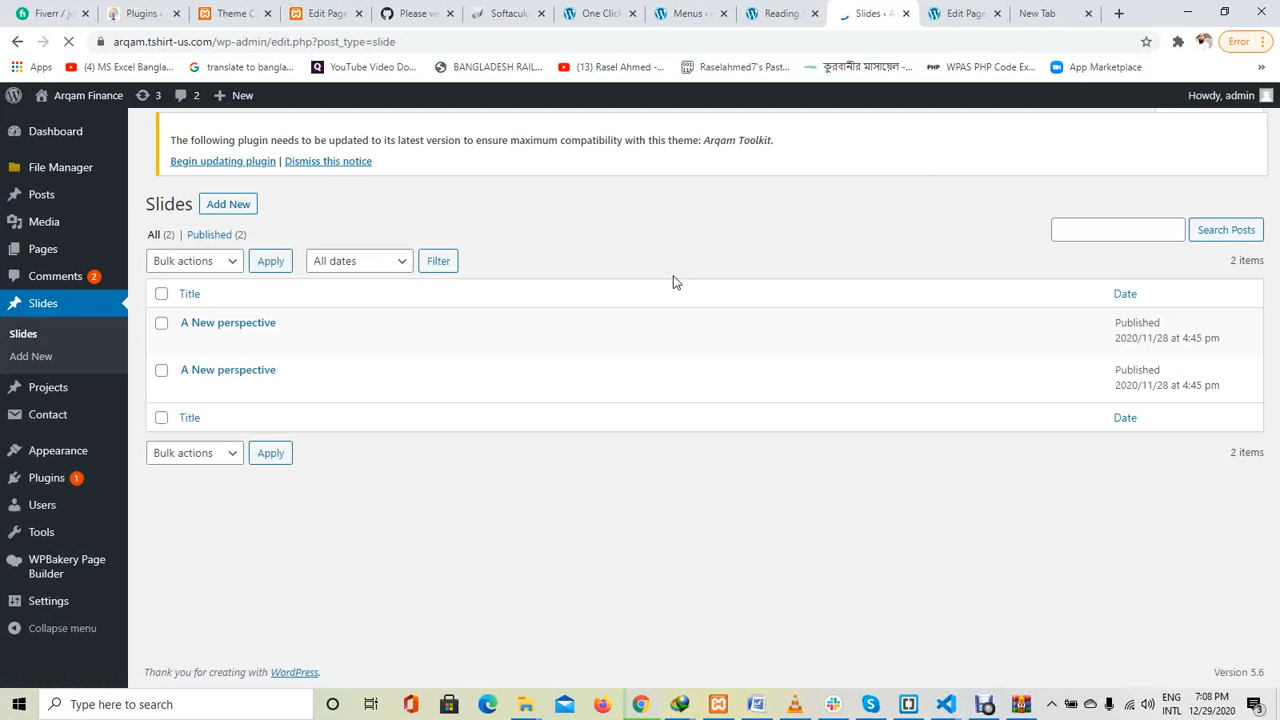 Fiverr / ju
Plugins ‹
Theme C
Edit Page
Please ve
Softacul
One Click
Menus ‹
Reading
Slides ‹ A
Edit Page
New Tab
arqam.tshirt-us.com/wp-admin/edit.php?post_type=slide
Error
Apps
(4) MS Excel Bangla...
translate to bangla...
YouTube Video Do...
BANGLADESH RAIL...
(13) Rasel Ahmed -...
Raselahmed7's Past...
কুরবানীর মাসায়েল -...
PHP WPAS PHP Code Ex...
App Marketplace
»
Arqam Finance
3
2
New
Howdy, admin
Dashboard
File Manager
Posts
Media
Pages
Comments 2
Slides
Slides
Add New
Projects
Contact
Appearance
Plugins 1
Users
Tools
WPBakery Page
Builder
Settings
Collapse menu
The following plugin needs to be updated to its latest version to ensure maximum compatibility with this theme: Arqam Toolkit.
Begin updating plugin | Dismiss this notice
Slides Add New
All (2) | Published (2)
Search Posts
Bulk actions Apply All dates Filter
2 items
Title Date
A New perspective Published
2020/11/28 at 4:45 pm
A New perspective Published
2020/11/28 at 4:45 pm
Title Date
Bulk actions Apply
2 items
Thank you for creating with WordPress.
Version 5.6
Type here to search
ENG
INTL
7:08 PM
12/29/2020
3